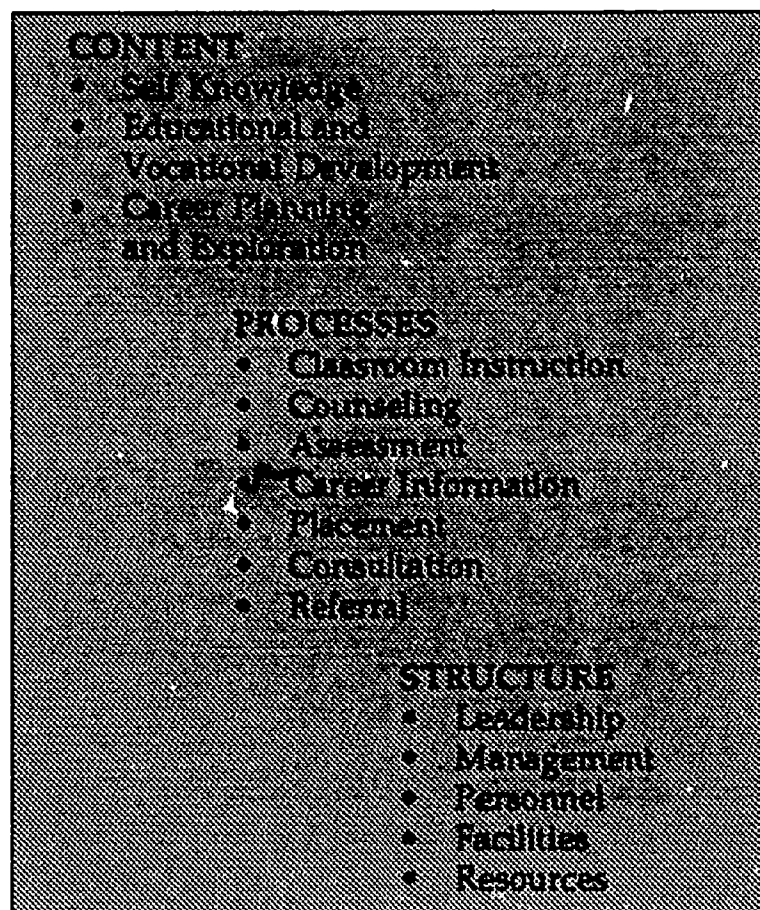 CONTENT
• Self Knowledge
• Educational and
Vocational Development
• Career Planning
and Exploration
PROCESSES
• Classroom Instruction
• Counseling
• Assessment
• Career Information
• Placement
• Consultation
• Referral
STRUCTURE
• Leadership
• Management
• Personnel
• Facilities
• Resources